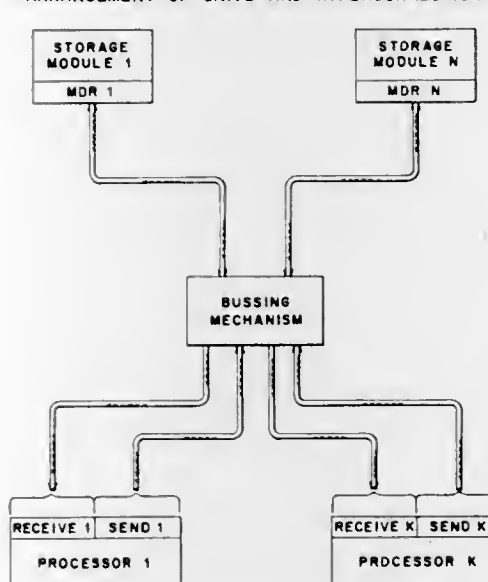 STORAGE
MODULE 1
MDR 1
STORAGE
MODULE N
MDR N
BUSSING
MECHANISM
RECEIVE 1
SEND 1
PROCESSOR 1
RECEIVE K
SEND K
PROCESSOR K